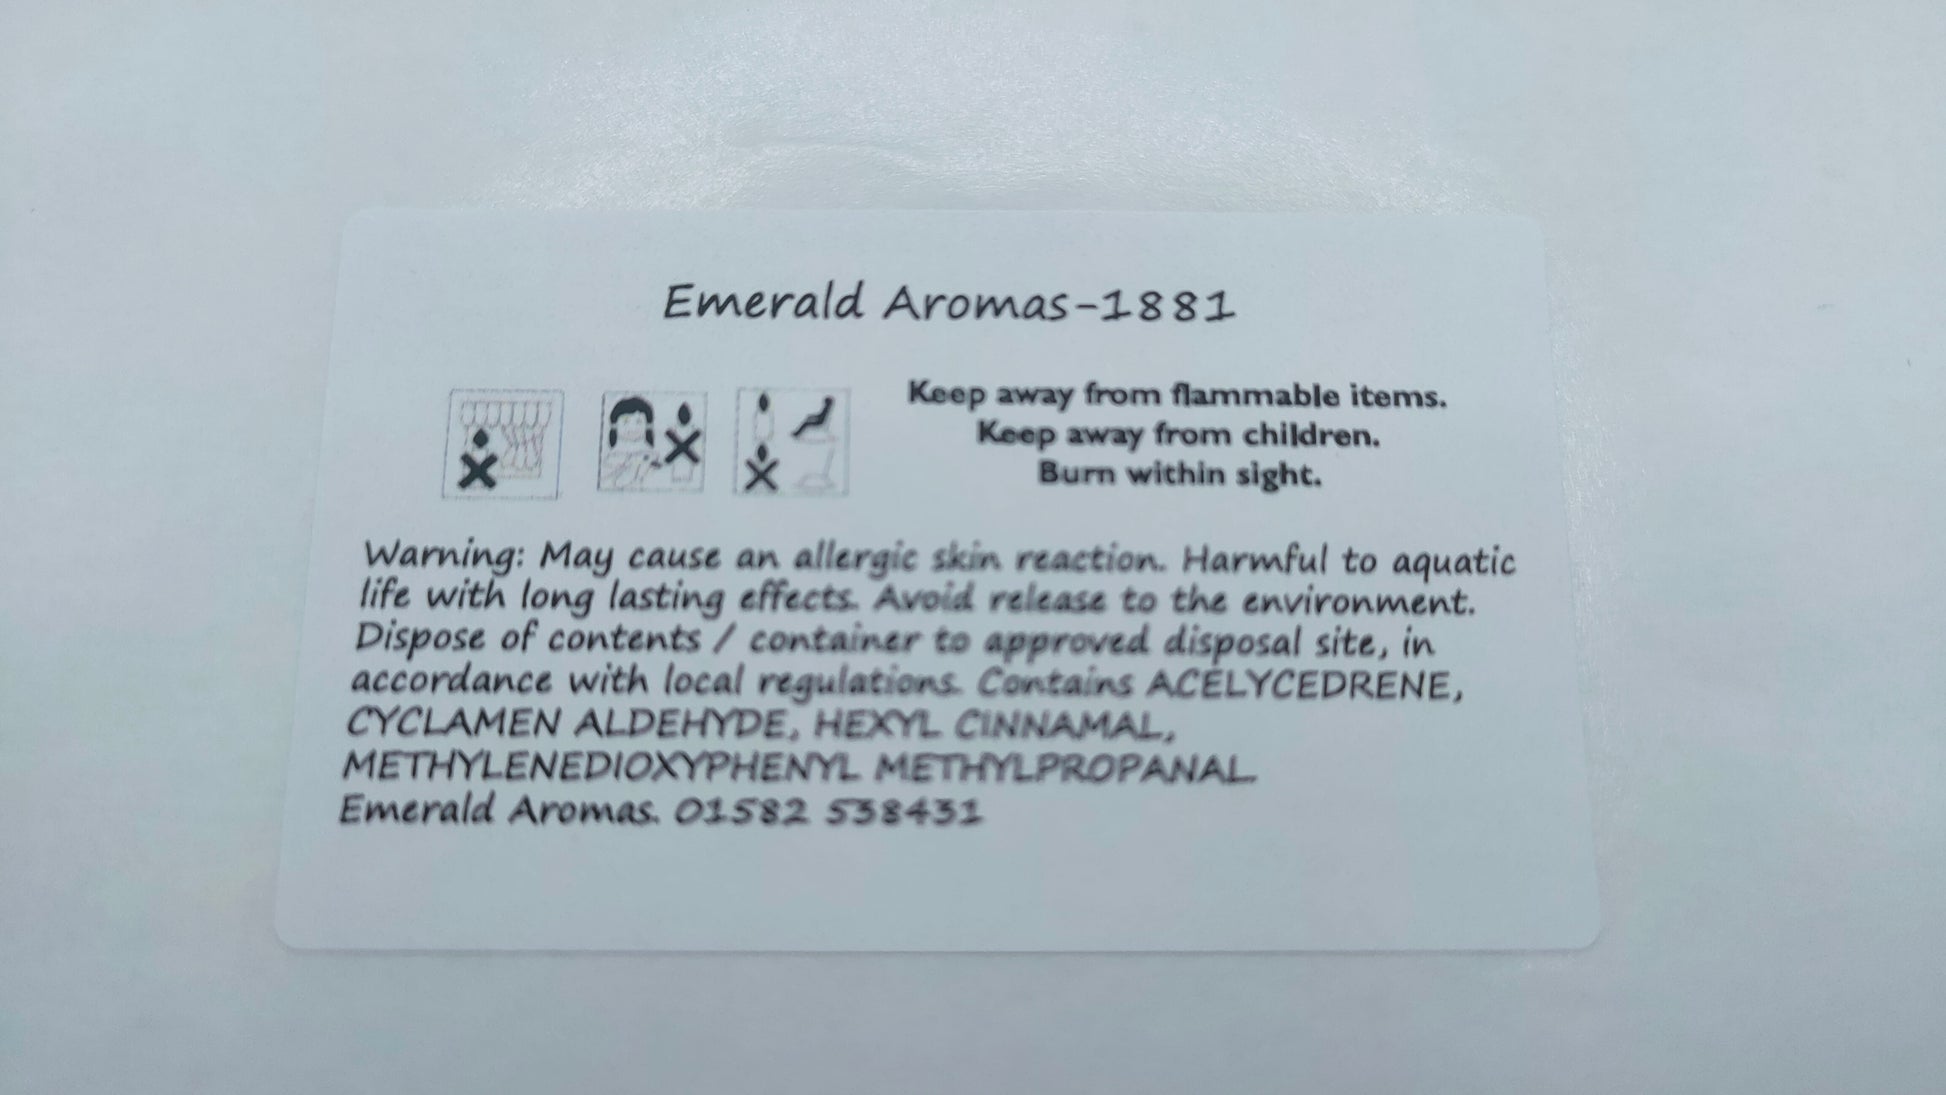 Emerald Aromas-1881
Keep away from flammable items.
Keep away from children.
Burn within sight.
Warning: May cause an allergic skin reaction. Harmful to aquatic
life with long lasting effects. Avoid release to the environment.
Dispose of contents / container to approved disposal site, in
accordance with local regulations. Contains ACELYCEDRENE,
CYCLAMEN ALDEHYDE, HEXYL CINNAMAL,
METHYLENEDIOXYPHENYL METHYLPROPANAL.
Emerald Aromas. 01582 538431